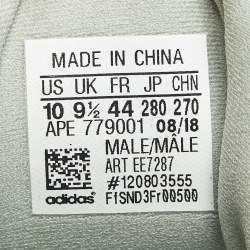 MADE IN CHINA
US UK FR JP CHN
10 9½ 44 280 270
APE 779001 08/18
MALE/MÂLE
ART EE7287
#120803555
adidas F1SND3Fr00500